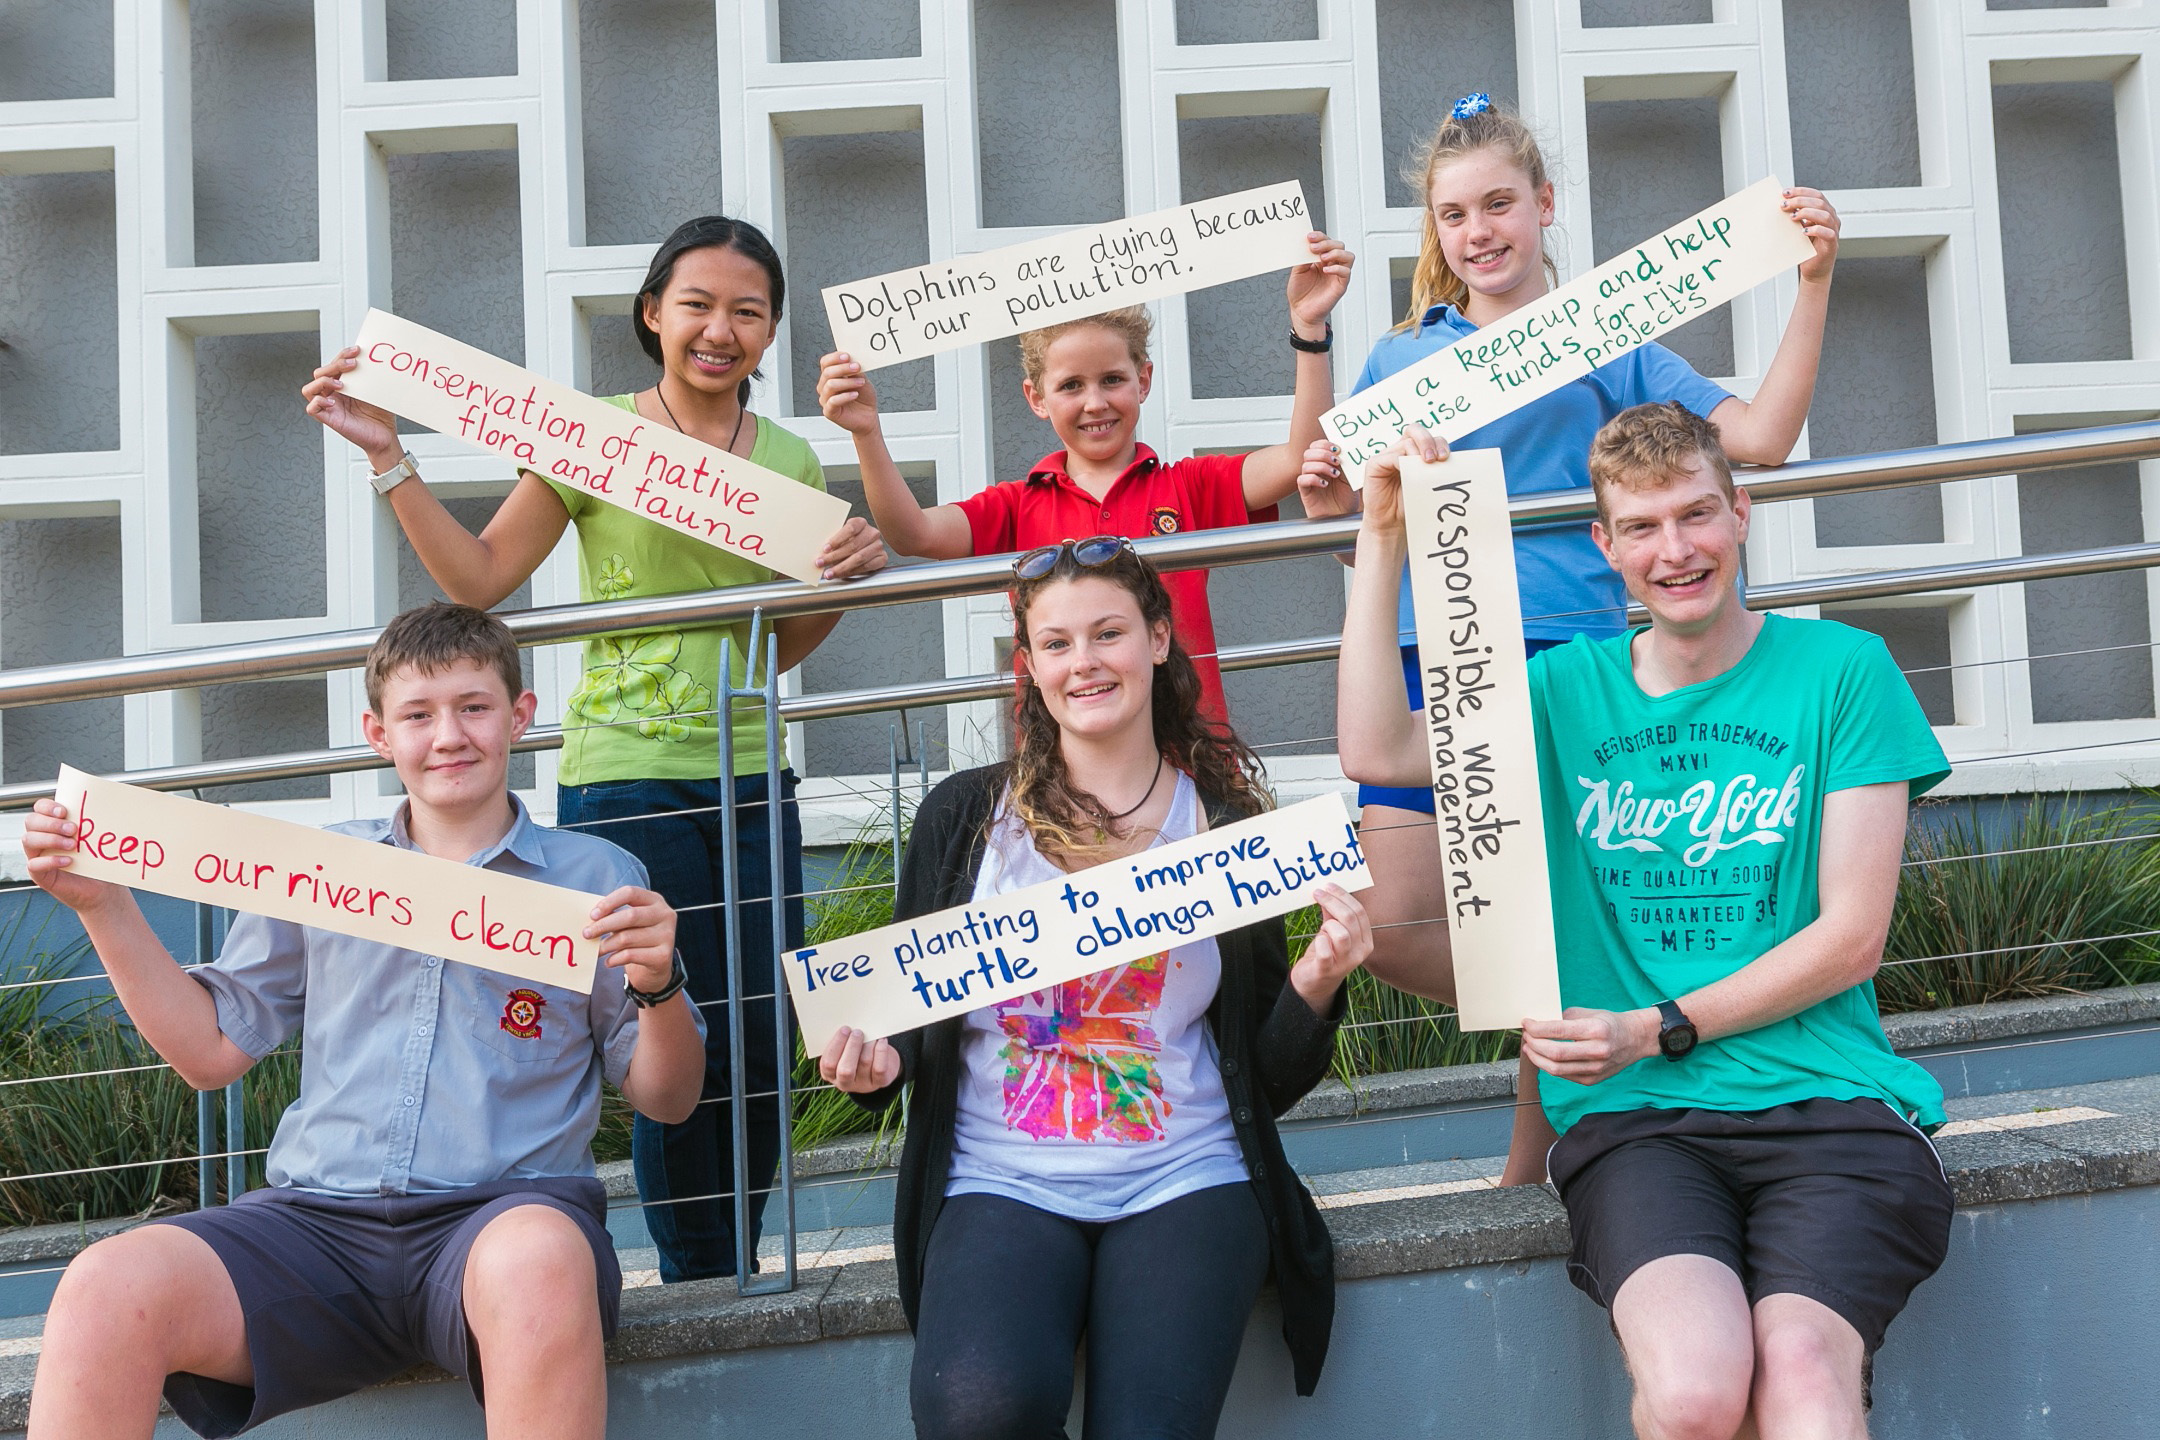 conservation of native
flora and fauna
Dolphins are dying because
of our pollution.
Buy a keepcup and help
us raise funds for river
projects
keep our rivers clean
Tree planting to improve
turtle oblonga habitat
responsible waste
management
REGISTERED TRADEMARK
MXVI
New York
FINE QUALITY GOODS
GUARANTEED 36
-MFG-